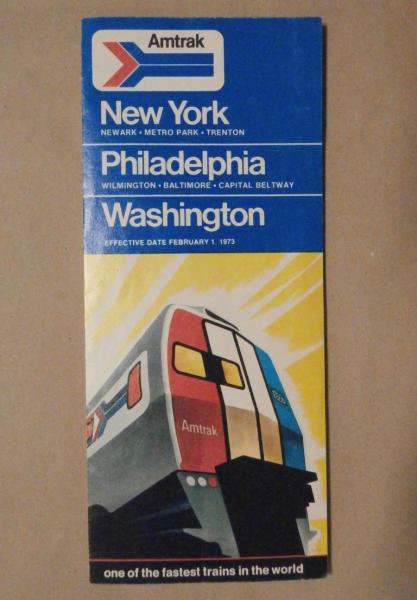 Amtrak
New York
NEWARK • METRO PARK • TRENTON
Philadelphia
WILMINGTON • BALTIMORE • CAPITAL BELTWAY
Washington
EFFECTIVE DATE FEBRUARY 1, 1973
Amtrak
one of the fastest trains in the world